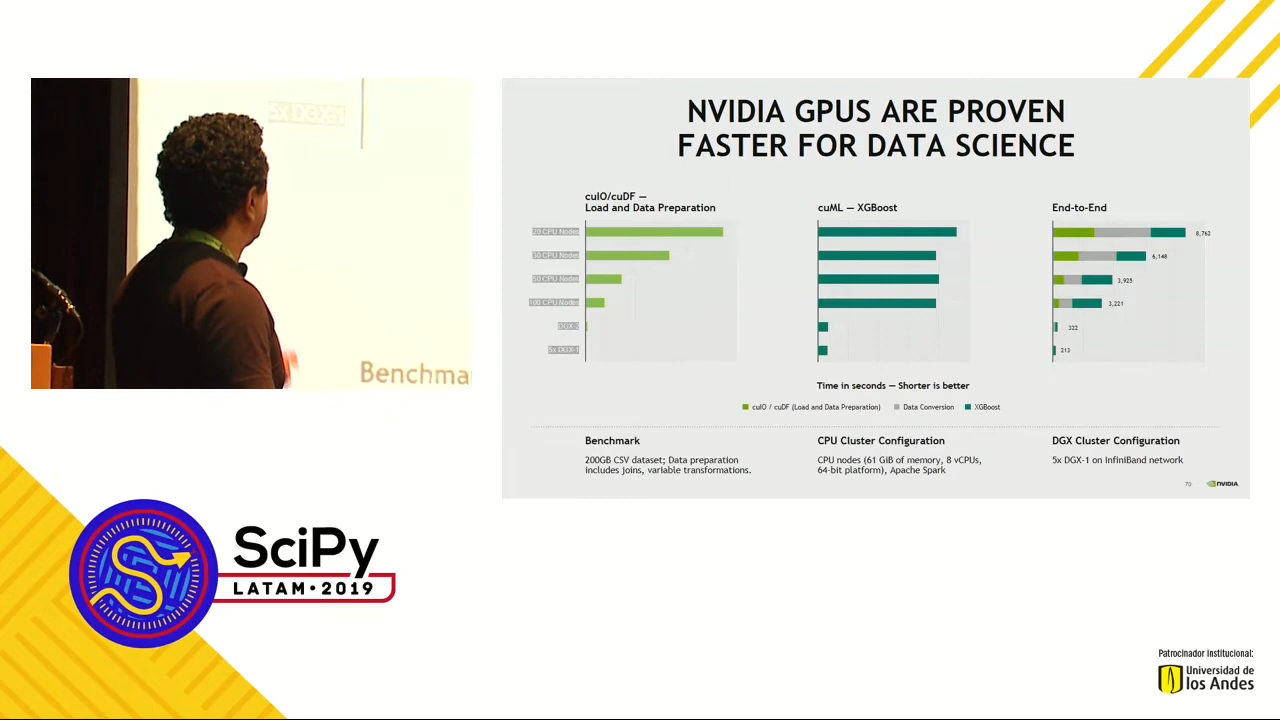 5x DGX-1
Benchma
NVIDIA GPUS ARE PROVEN
FASTER FOR DATA SCIENCE
cuIO/cuDF —
Load and Data Preparation
20 CPU Nodes
30 CPU Nodes
50 CPU Nodes
100 CPU Nodes
DGX-2
5x DGX-1
cuML — XGBoost
End-to-End
8,762
6,148
3,925
3,221
322
213
Time in seconds — Shorter is better
cuIO / cuDF (Load and Data Preparation)
Data Conversion
XGBoost
Benchmark
200GB CSV dataset; Data preparation
includes joins, variable transformations.
CPU Cluster Configuration
CPU nodes (61 GiB of memory, 8 vCPUs,
64-bit platform), Apache Spark
DGX Cluster Configuration
5x DGX-1 on InfiniBand network
70
NVIDIA
SciPy
LATAM•2019
Patrocinador institucional:
Universidad de
los Andes